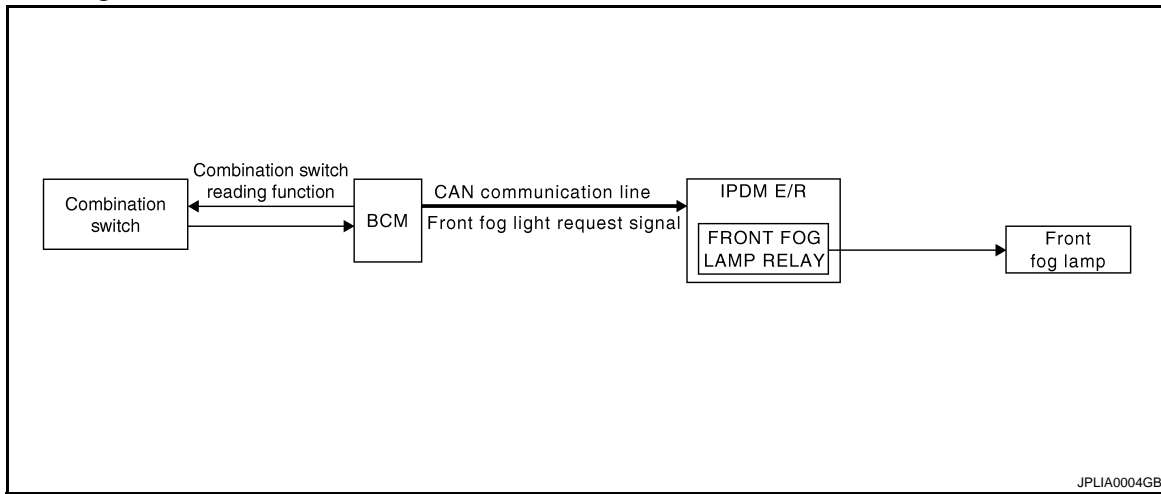 Combination switch
reading function
Combination
switch
BCM
CAN communication line
Front fog light request signal
IPDM E/R
FRONT FOG
LAMP RELAY
Front
fog lamp
JPLIA0004GB